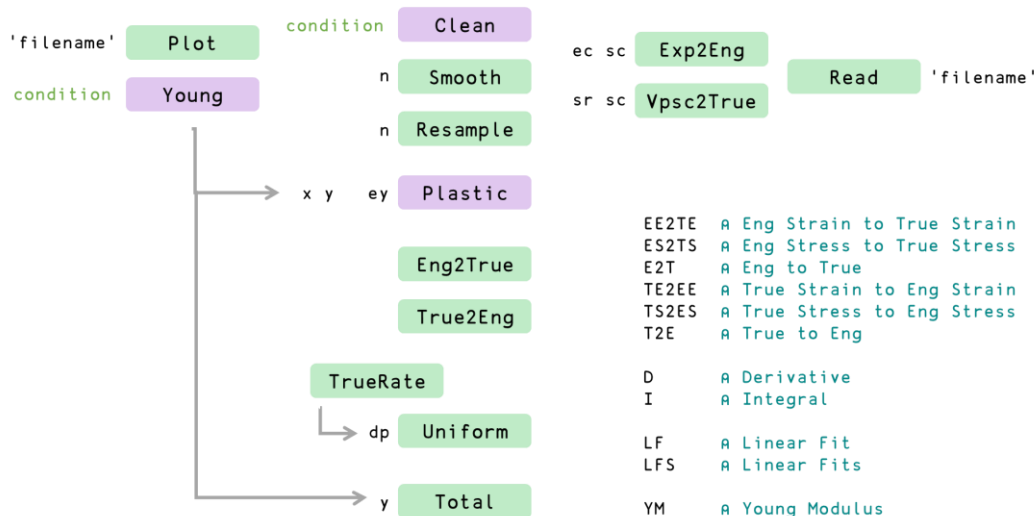 'filename' Plot
condition Young
condition Clean
n Smooth
n Resample
x y ey Plastic
Eng2True
True2Eng
TrueRate
dp Uniform
y Total
ec sc Exp2Eng
sr sc Vpsc2True
Read 'filename'
EE2TE ⍝ Eng Strain to True Strain
ES2TS ⍝ Eng Stress to True Stress
E2T ⍝ Eng to True
TE2EE ⍝ True Strain to Eng Strain
TS2ES ⍝ True Stress to Eng Stress
T2E ⍝ True to Eng
D ⍝ Derivative
I ⍝ Integral
LF ⍝ Linear Fit
LFS ⍝ Linear Fits
YM ⍝ Young Modulus